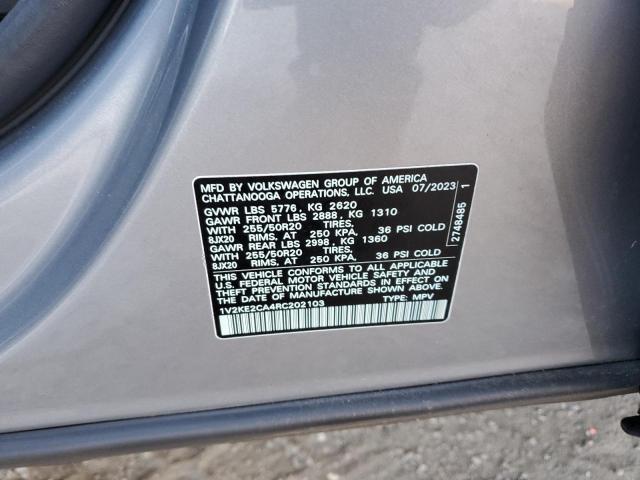 MFD BY VOLKSWAGEN GROUP OF AMERICA
CHATTANOOGA OPERATIONS, LLC. USA 07/2023
GVWR LBS 5776, KG 2620
GAWR FRONT LBS 2888, KG 1310
WITH 255/50R20 TIRES,
8JX20 RIMS, AT 250 KPA, 36 PSI COLD
GAWR REAR LBS 2998, KG 1360
WITH 255/50R20 TIRES,
8JX20 RIMS, AT 250 KPA, 36 PSI COLD
THIS VEHICLE CONFORMS TO ALL APPLICABLE
U.S. FEDERAL MOTOR VEHICLE SAFETY AND
THEFT PREVENTION STANDARDS IN EFFECT ON
THE DATE OF MANUFACTURE SHOWN ABOVE.
1V2KE2CA4RC202103 TYPE: MPV
2748485 1